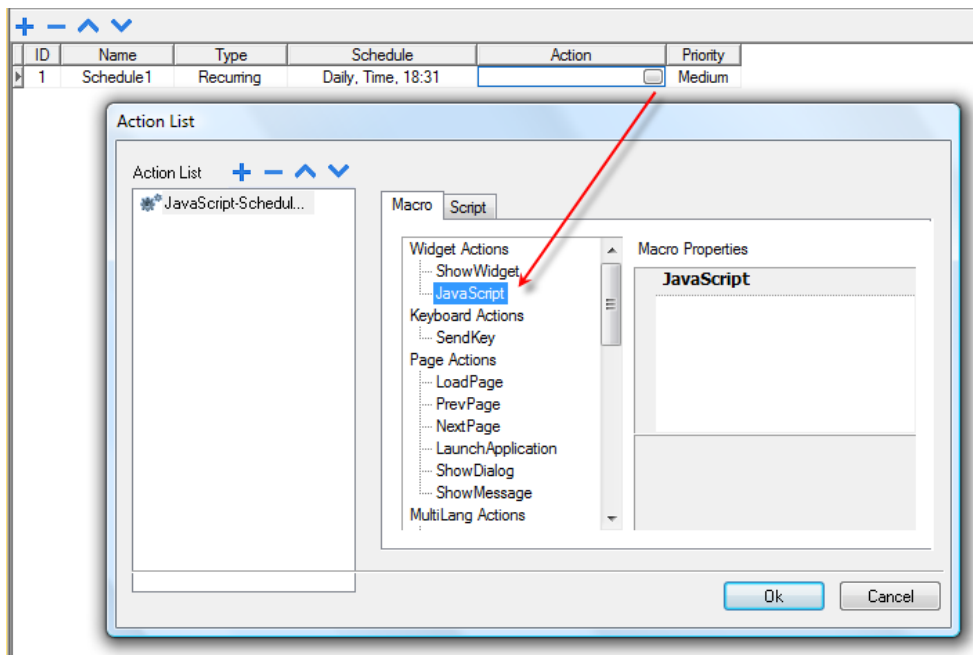 ID Name Type Schedule Action Priority
1 Schedule1 Recurring Daily, Time, 18:31 Medium
Action List
Action List
JavaScript-Schedul...
Macro Script
Widget Actions
ShowWidget
JavaScript
Keyboard Actions
SendKey
Page Actions
LoadPage
PrevPage
NextPage
LaunchApplication
ShowDialog
ShowMessage
MultiLang Actions
Macro Properties
JavaScript
Ok Cancel